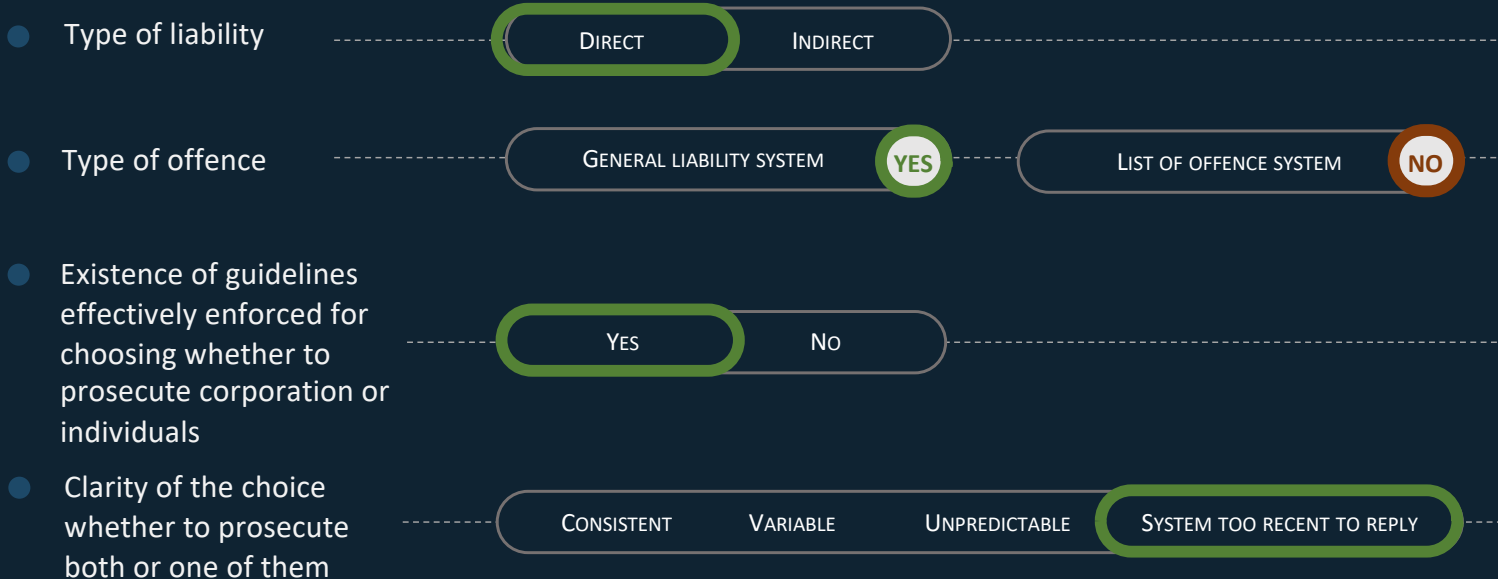 Type of liability
DIRECT INDIRECT
Type of offence
GENERAL LIABILITY SYSTEM YES LIST OF OFFENCE SYSTEM NO
Existence of guidelines
effectively enforced for
choosing whether to
prosecute corporation or
individuals
YES NO
Clarity of the choice
whether to prosecute
both or one of them
CONSISTENT VARIABLE UNPREDICTABLE SYSTEM TOO RECENT TO REPLY